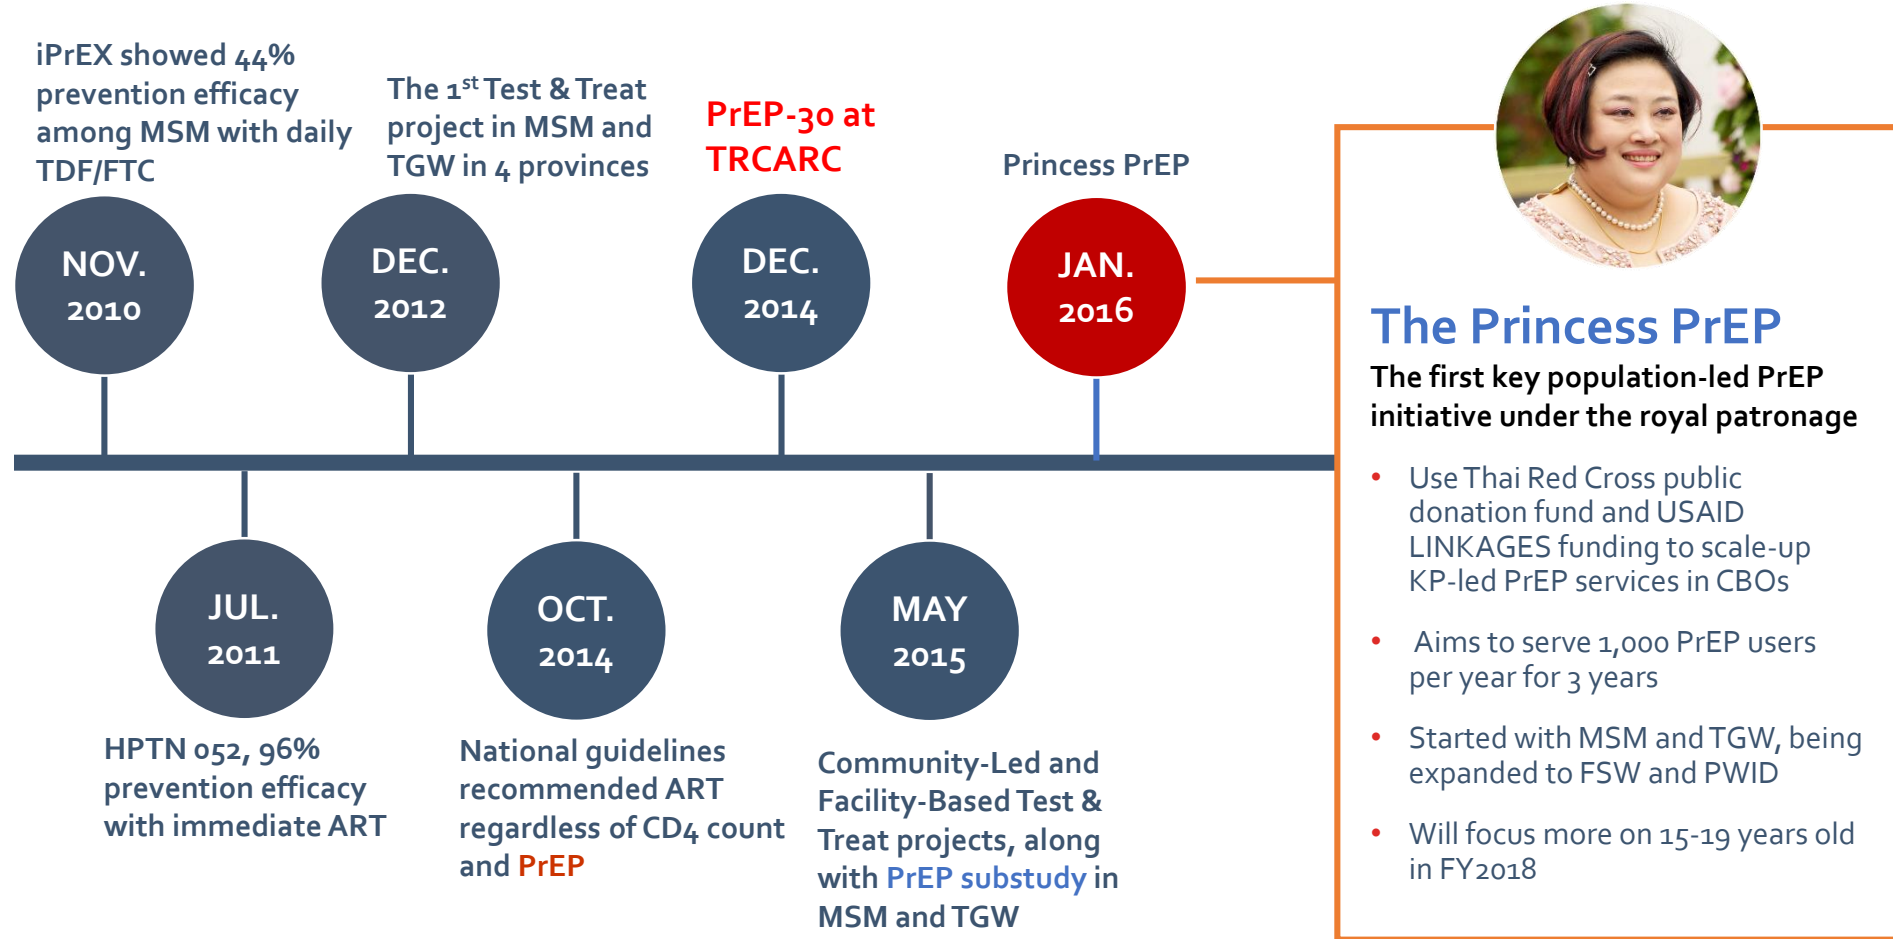 iPrEX showed 44%
prevention efficacy
among MSM with daily
TDF/FTC
NOV.
2010
The 1st Test & Treat
project in MSM and
TGW in 4 provinces
DEC.
2012
PrEP-30 at
TRCARC
DEC.
2014
Princess PrEP
JAN.
2016
JUL.
2011
HPTN 052, 96%
prevention efficacy
with immediate ART
OCT.
2014
National guidelines
recommended ART
regardless of CD4 count
and PrEP
MAY
2015
Community-Led and
Facility-Based Test &
Treat projects, along
with PrEP substudy in
MSM and TGW
The Princess PrEP
The first key population-led PrEP
initiative under the royal patronage
• Use Thai Red Cross public
donation fund and USAID
LINKAGES funding to scale-up
KP-led PrEP services in CBOs
• Aims to serve 1,000 PrEP users
per year for 3 years
• Started with MSM and TGW, being
expanded to FSW and PWID
• Will focus more on 15-19 years old
in FY2018